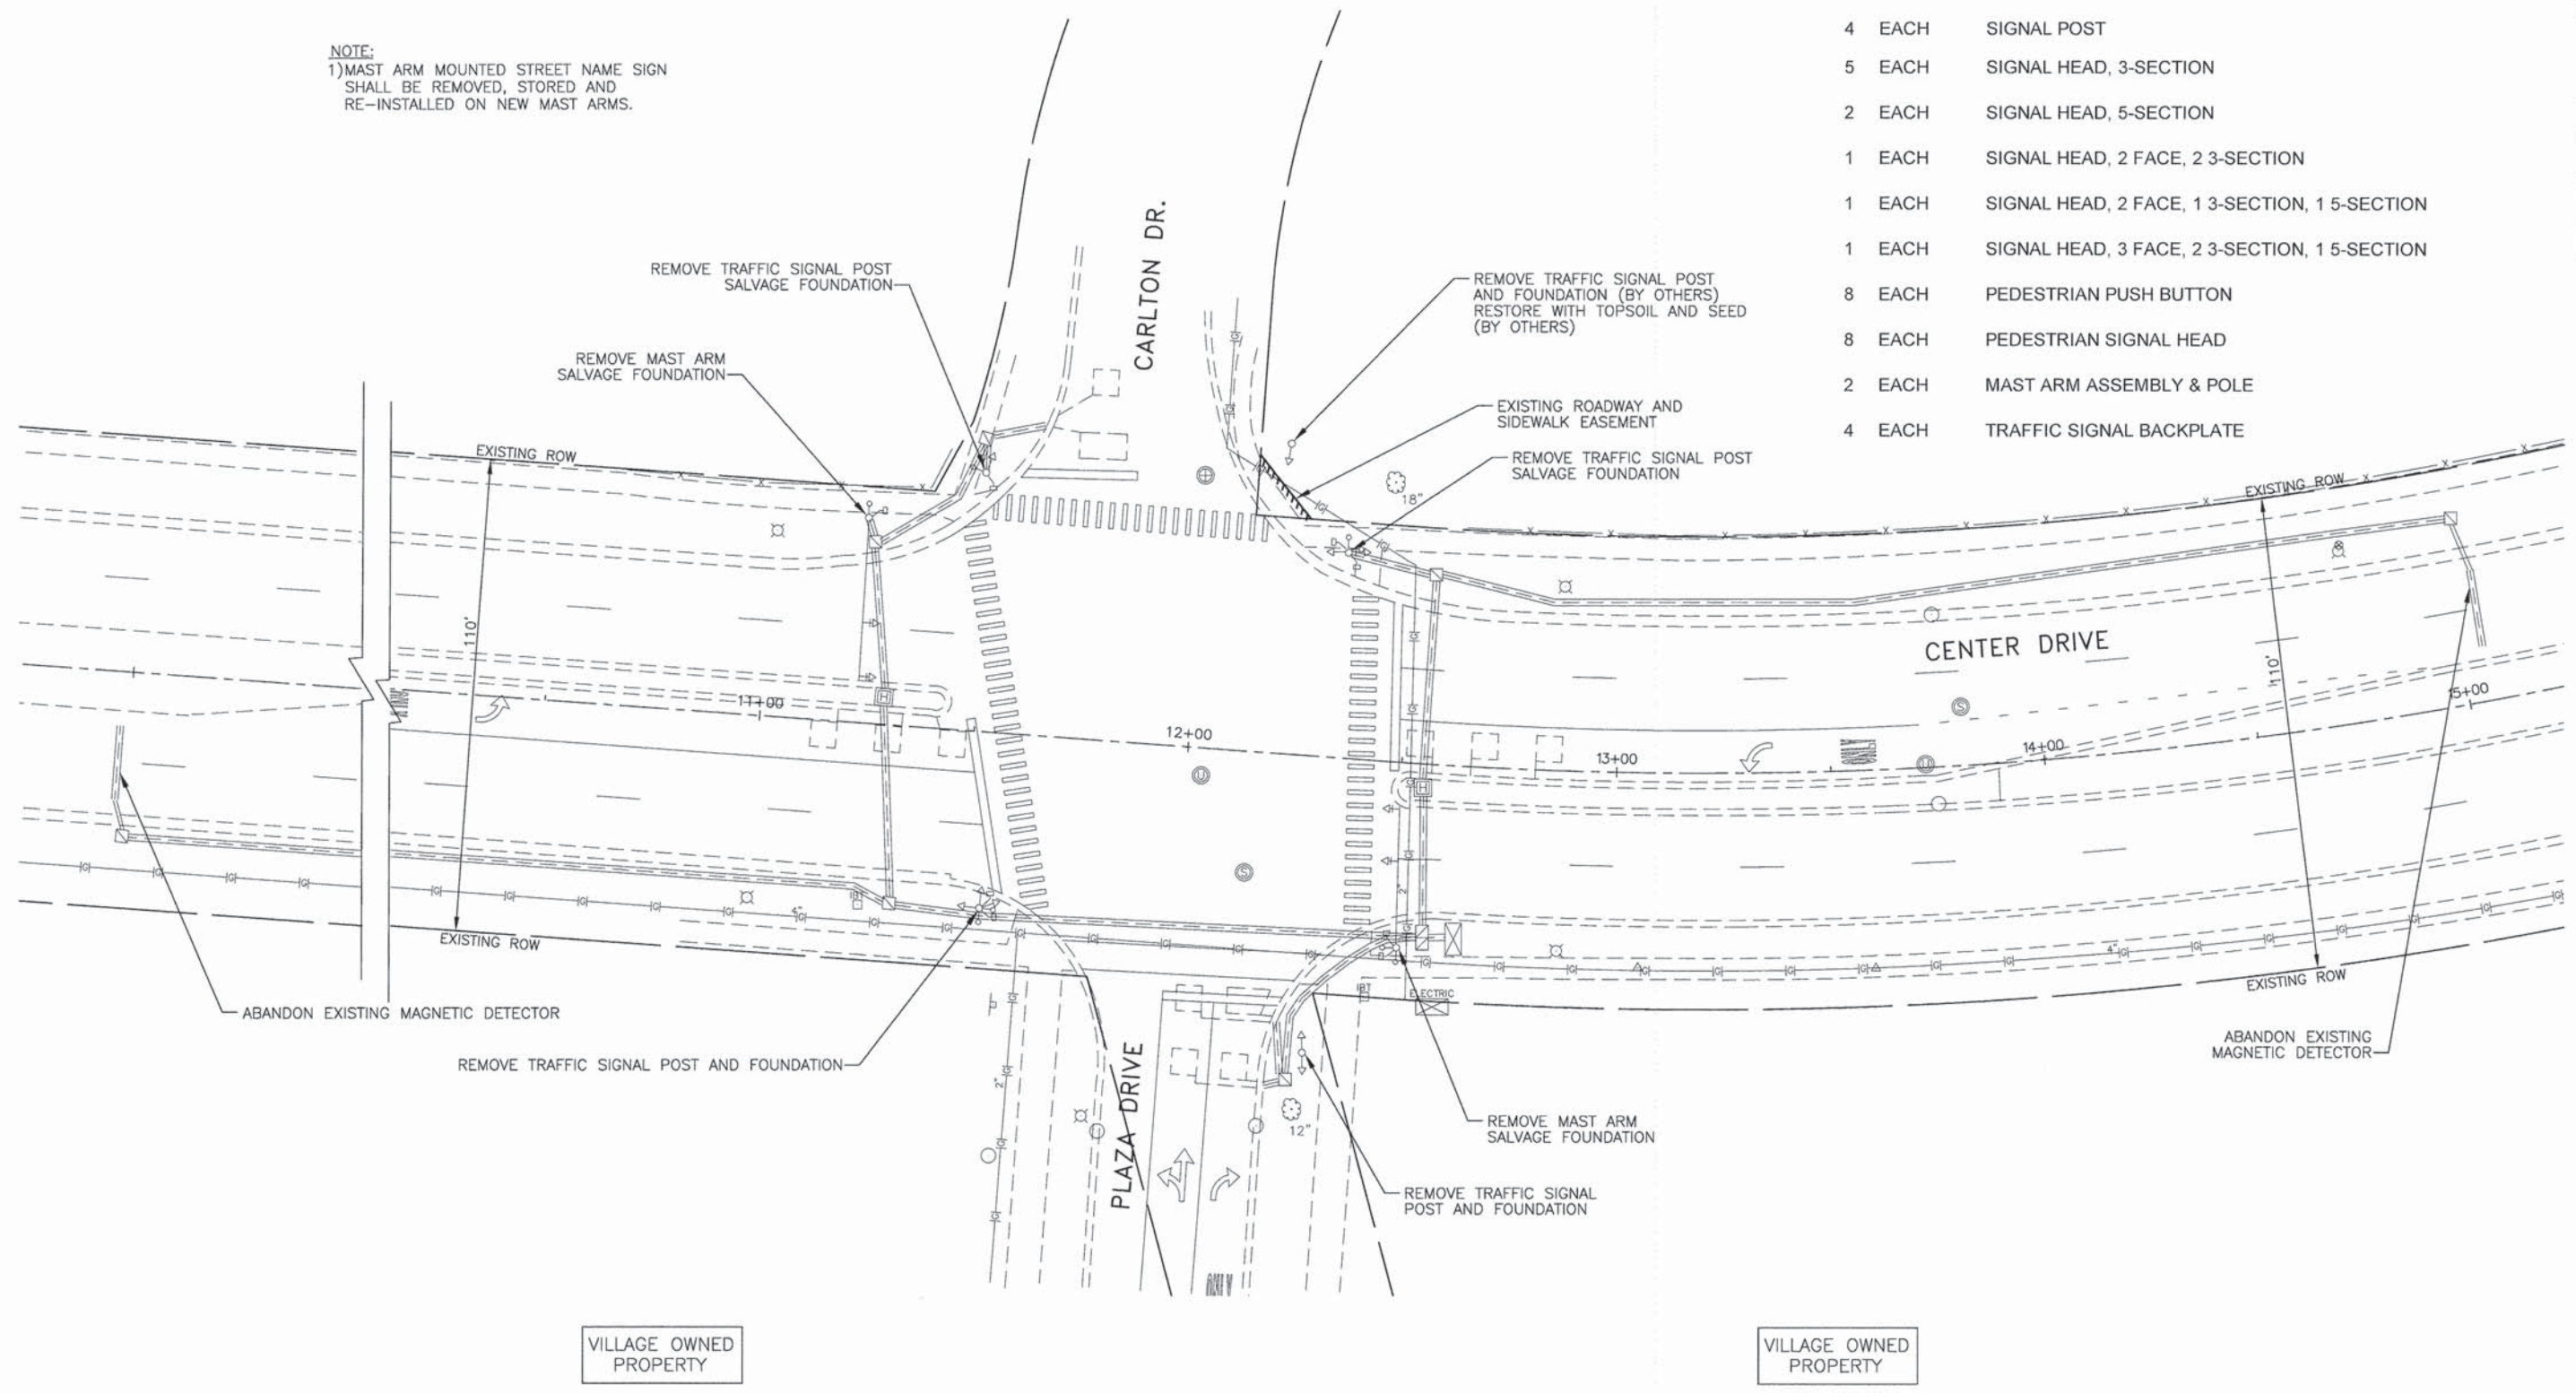 NOTE:
1)MAST ARM MOUNTED STREET NAME SIGN
SHALL BE REMOVED, STORED AND
RE-INSTALLED ON NEW MAST ARMS.
4 EACH SIGNAL POST
5 EACH SIGNAL HEAD, 3-SECTION
2 EACH SIGNAL HEAD, 5-SECTION
1 EACH SIGNAL HEAD, 2 FACE, 2 3-SECTION
1 EACH SIGNAL HEAD, 2 FACE, 1 3-SECTION, 1 5-SECTION
1 EACH SIGNAL HEAD, 3 FACE, 2 3-SECTION, 1 5-SECTION
8 EACH PEDESTRIAN PUSH BUTTON
8 EACH PEDESTRIAN SIGNAL HEAD
2 EACH MAST ARM ASSEMBLY & POLE
4 EACH TRAFFIC SIGNAL BACKPLATE
CARLTON DR.
REMOVE TRAFFIC SIGNAL POST
SALVAGE FOUNDATION
REMOVE MAST ARM
SALVAGE FOUNDATION
REMOVE TRAFFIC SIGNAL POST
AND FOUNDATION (BY OTHERS)
RESTORE WITH TOPSOIL AND SEED
(BY OTHERS)
EXISTING ROADWAY AND
SIDEWALK EASEMENT
REMOVE TRAFFIC SIGNAL POST
SALVAGE FOUNDATION
EXISTING ROW
EXISTING ROW
18"
110'
110'
CENTER DRIVE
ONLY
11+00
12+00
13+00
14+00
15+00
ONLY
H
H
U
U
S
S
4"
2"
4"
EXISTING ROW
EXISTING ROW
IBT
ELECTRIC
ABANDON EXISTING MAGNETIC DETECTOR
REMOVE TRAFFIC SIGNAL POST AND FOUNDATION
2"
PLAZA DRIVE
12"
ABANDON EXISTING
MAGNETIC DETECTOR
REMOVE MAST ARM
SALVAGE FOUNDATION
REMOVE TRAFFIC SIGNAL
POST AND FOUNDATION
ONLY
VILLAGE OWNED
PROPERTY
VILLAGE OWNED
PROPERTY